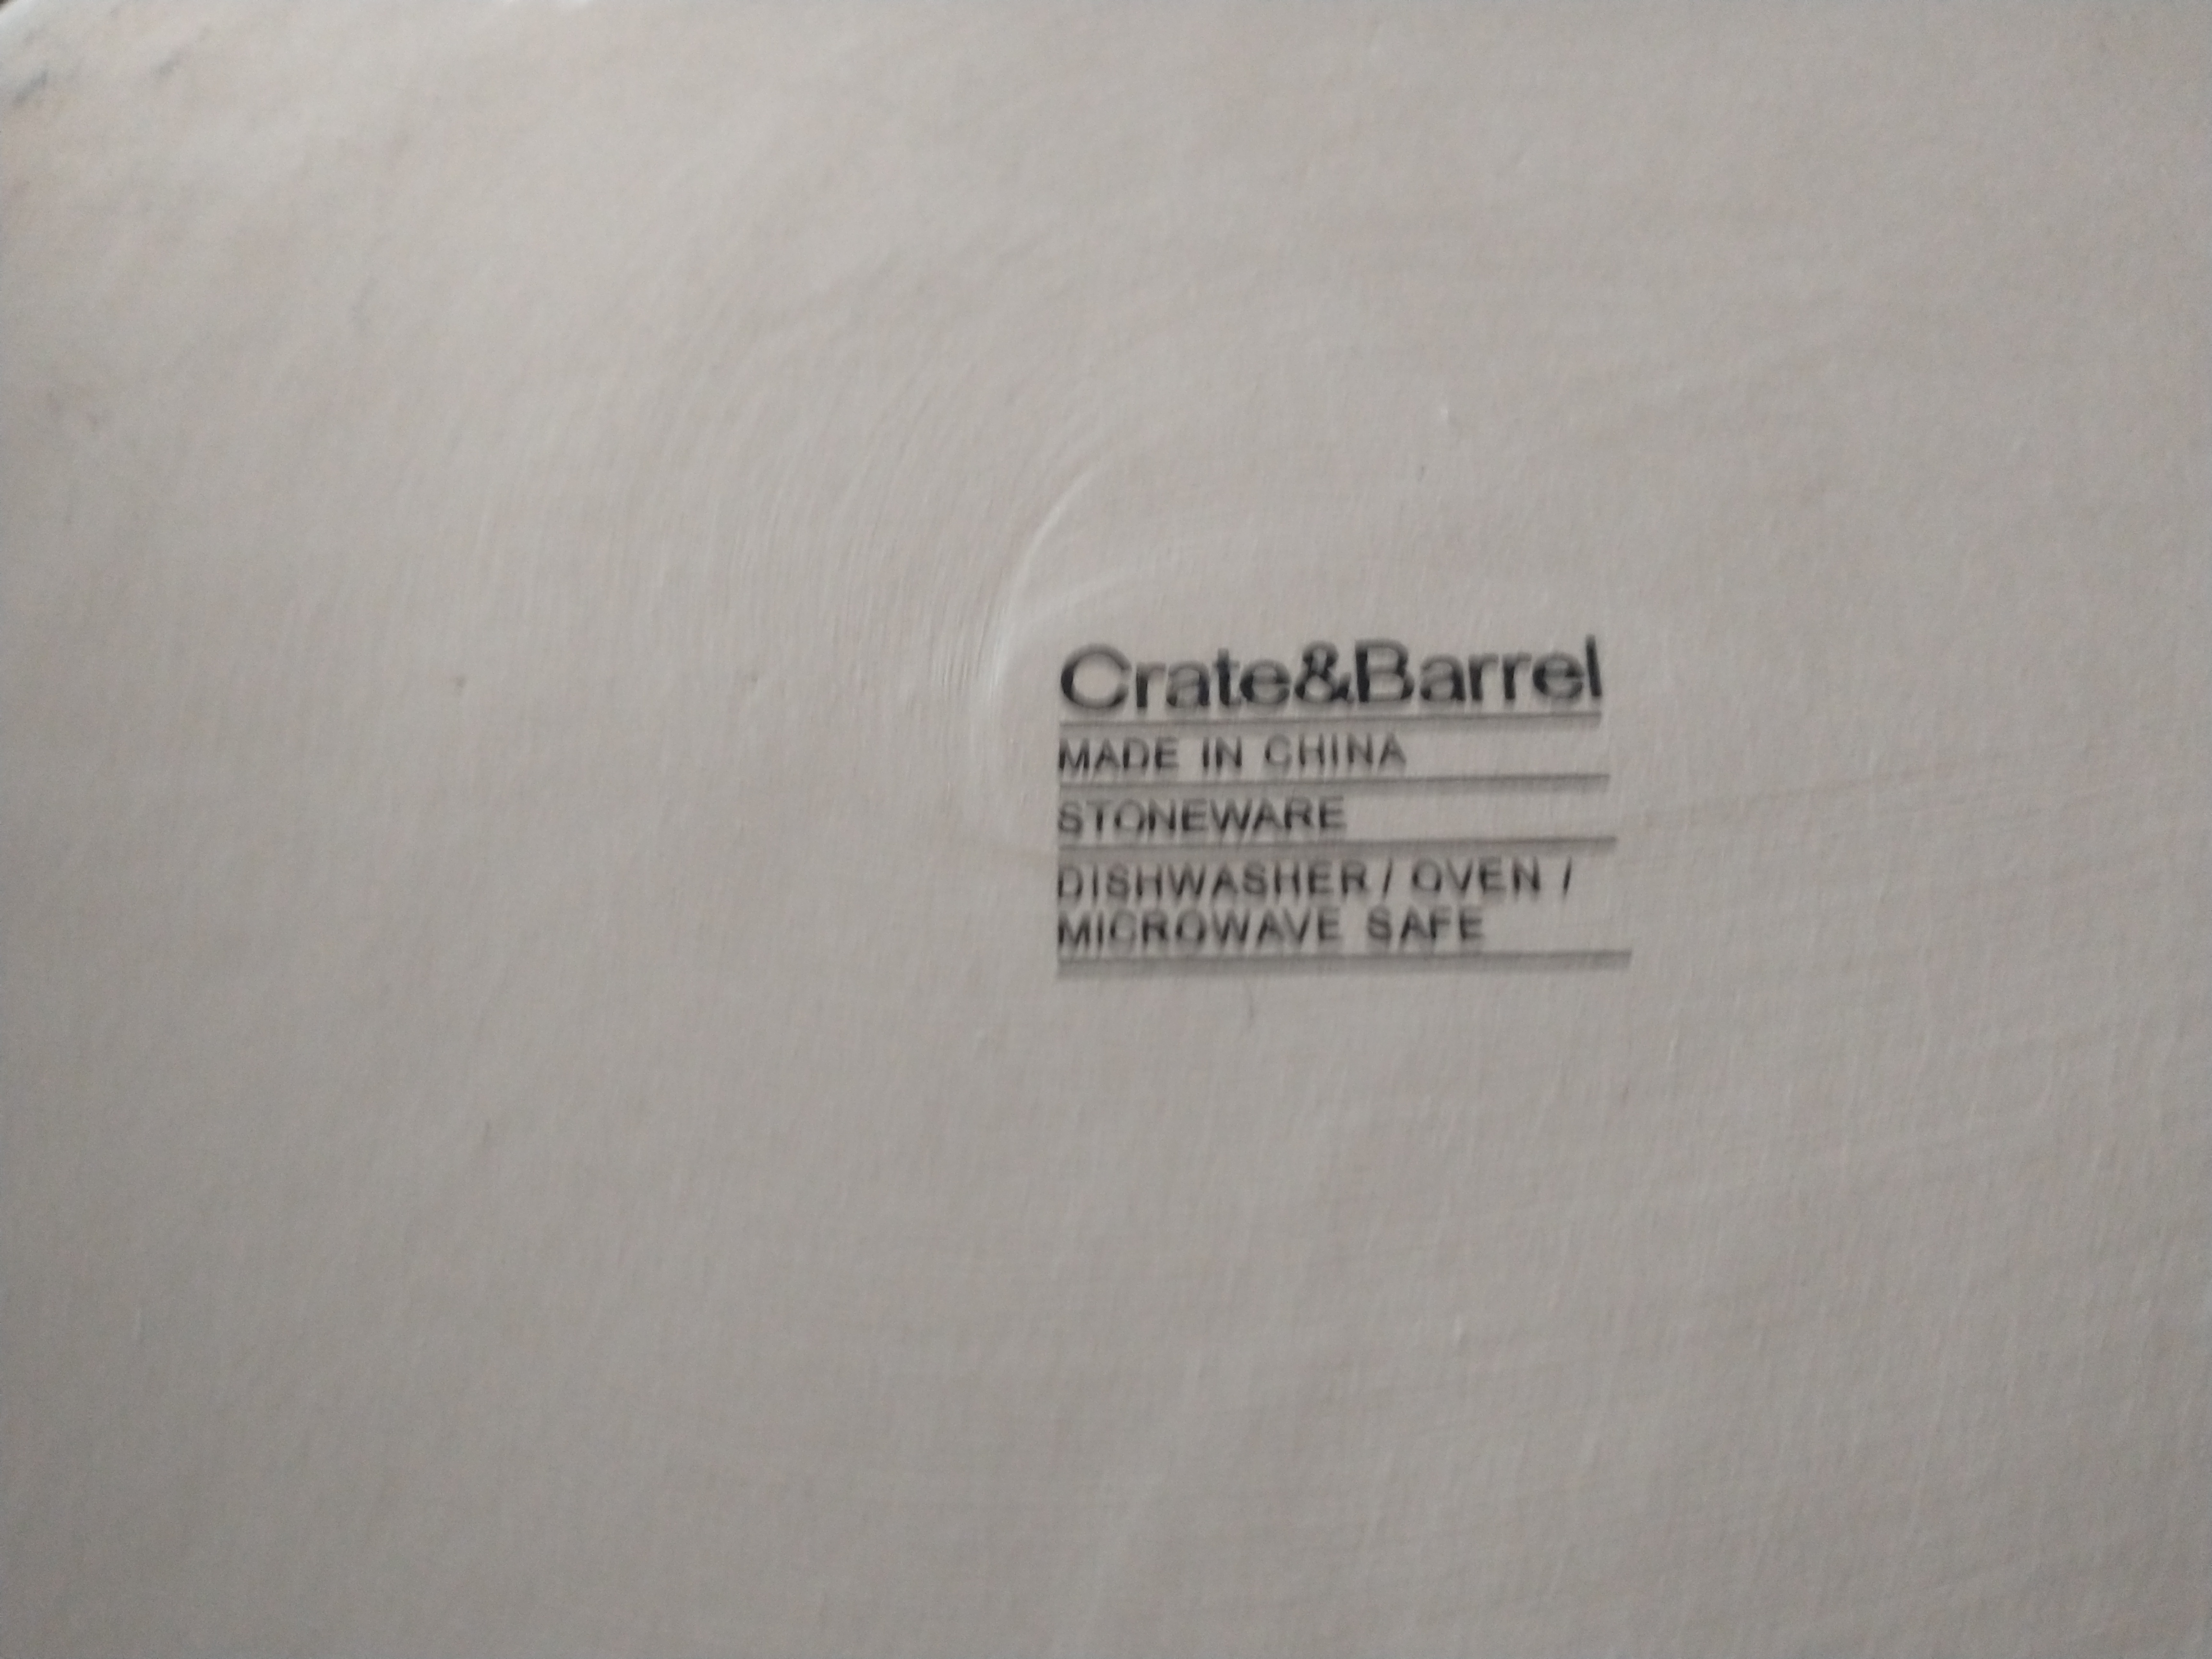 Crate&Barrel
MADE IN CHINA
STONEWARE
DISHWASHER / OVEN /
MICROWAVE SAFE